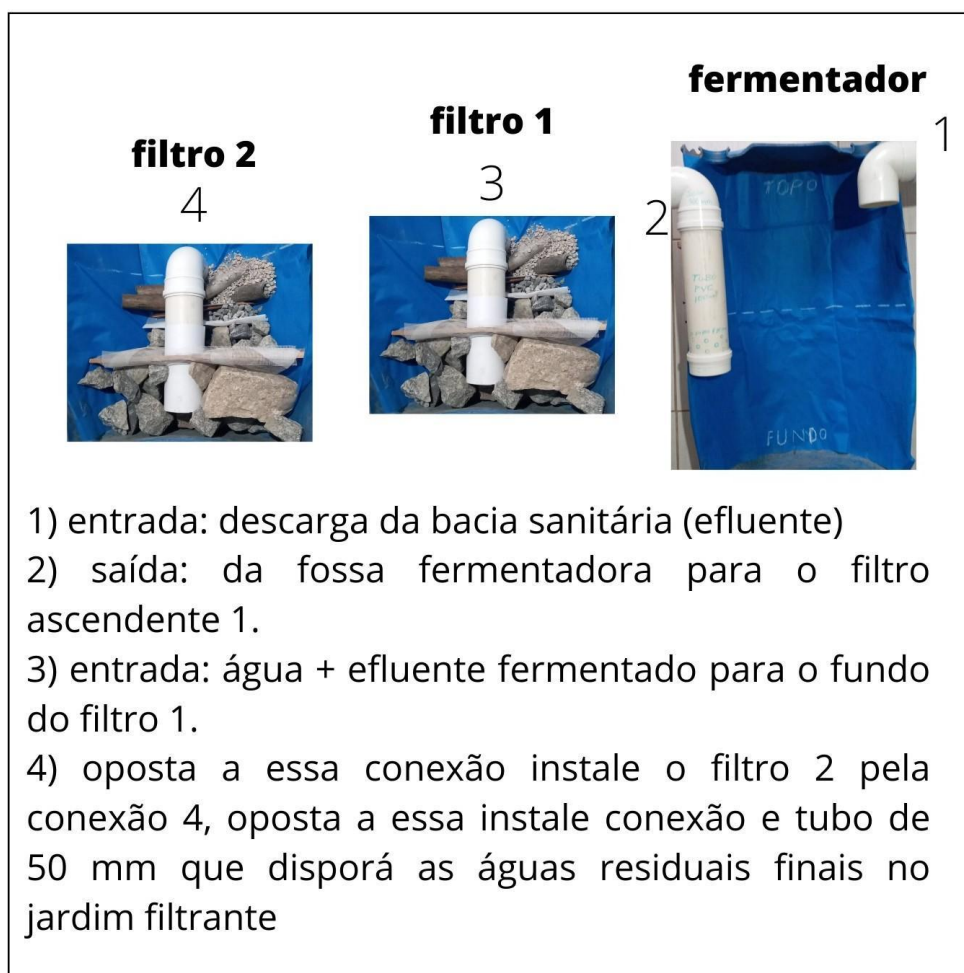 fermentador
1
filtro 1
3
filtro 2
4
2
TOPO
FUNDO
1) entrada: descarga da bacia sanitária (efluente)
2) saída: da fossa fermentadora para o filtro
ascendente 1.
3) entrada: água + efluente fermentado para o fundo
do filtro 1.
4) oposta a essa conexão instale o filtro 2 pela
conexão 4, oposta a essa instale conexão e tubo de
50 mm que disporá as águas residuais finais no
jardim filtrante